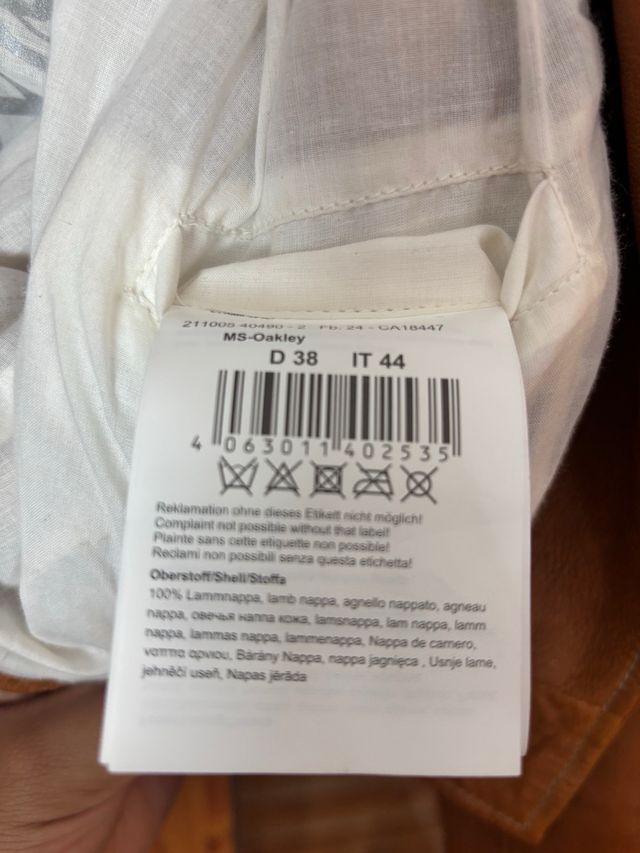 211005 40490 - 2 Fb. 24 - CA18447
MS-Oakley
D 38 IT 44
4 063011 402535
Reklamation ohne dieses Etikett nicht möglich!
Complaint not possible without that label!
Plainte sans cette etiquette non possible!
Reclami non possibili senza questa etichetta!
Oberstoff/Shell/Stoffa
100% Lammnappa, lamb nappa, agnello nappato, agneau
nappa, овечья наппа кожа, lamsnappa, lam nappa, lamm
nappa, lammas nappa, lammenappa, Nappa de carnero,
ναππα αρνιου, Bárány Nappa, nappa jagnięca , Usnje lame,
jehněčí useň, Napas jērāda